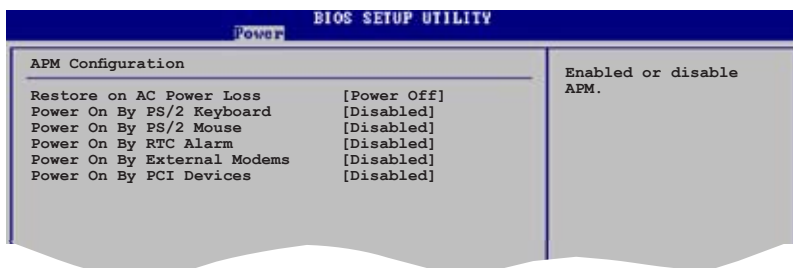 BIOS SETUP UTILITY
Power
APM Configuration
Restore on AC Power Loss [Power Off]
Power On By PS/2 Keyboard [Disabled]
Power On By PS/2 Mouse [Disabled]
Power On By RTC Alarm [Disabled]
Power On By External Modems [Disabled]
Power On By PCI Devices [Disabled]
Enabled or disable
APM.